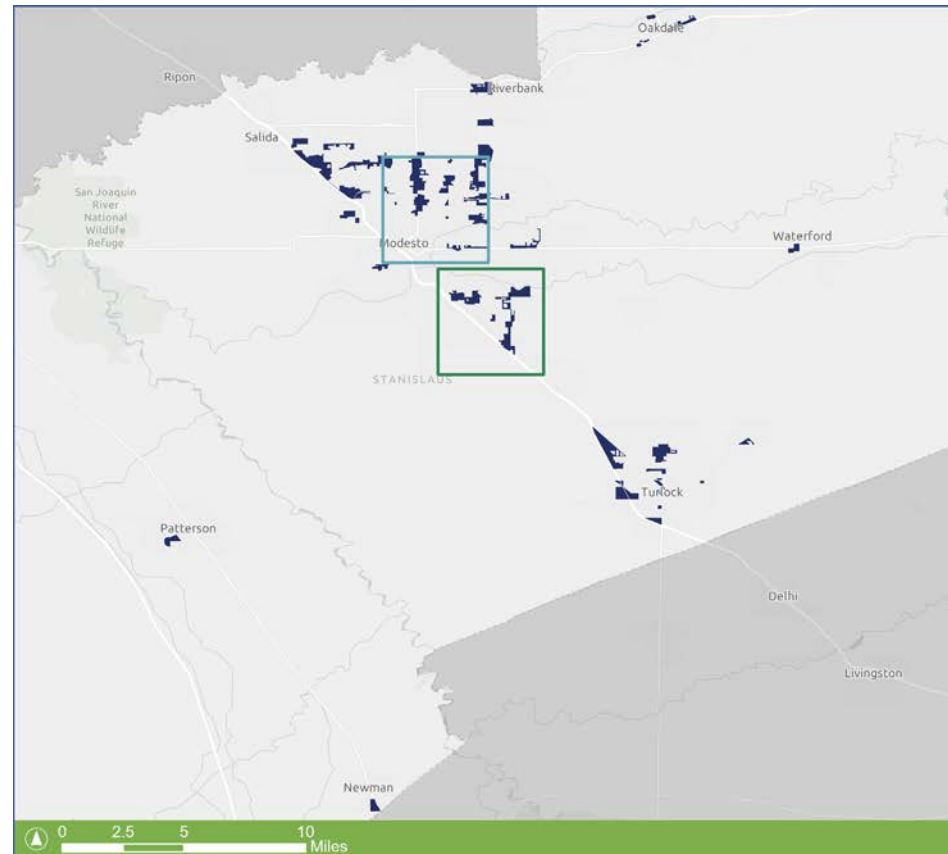 Oakdale
Ripon
Riverbank
Salida
San Joaquin
River
National
Wildlife
Refuge
Modesto
Waterford
STANISLAUS
Turlock
Patterson
Delhi
Livingston
Newman
0 2.5 5 10
Miles